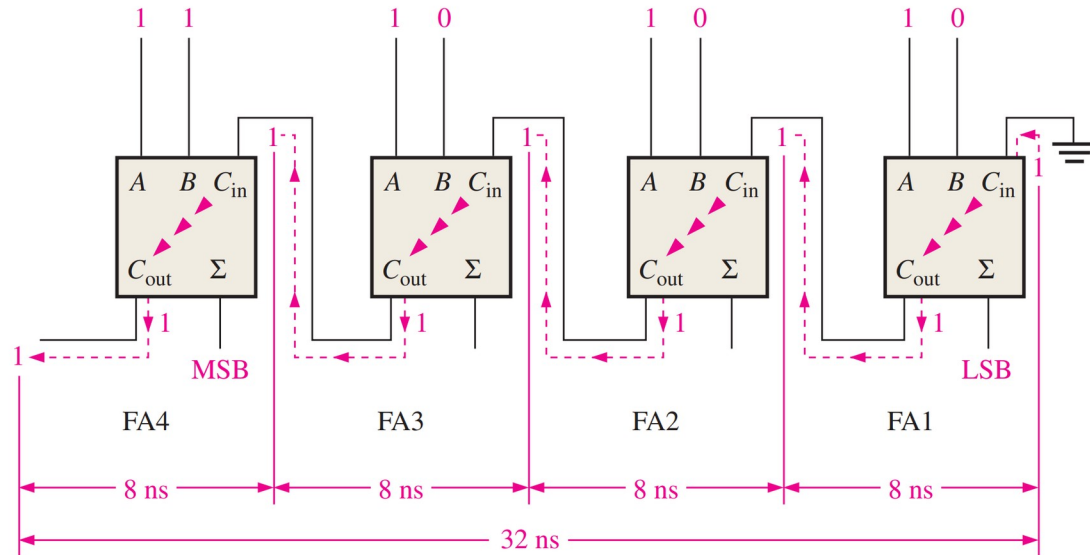 1 1 1 0 1 0 1 0
1 1 1 1
A B Cin A B Cin A B Cin A B Cin
Cout Σ Cout Σ Cout Σ Cout Σ
1 1 1 1
1 MSB LSB
FA4 FA3 FA2 FA1
8 ns 8 ns 8 ns 8 ns
32 ns